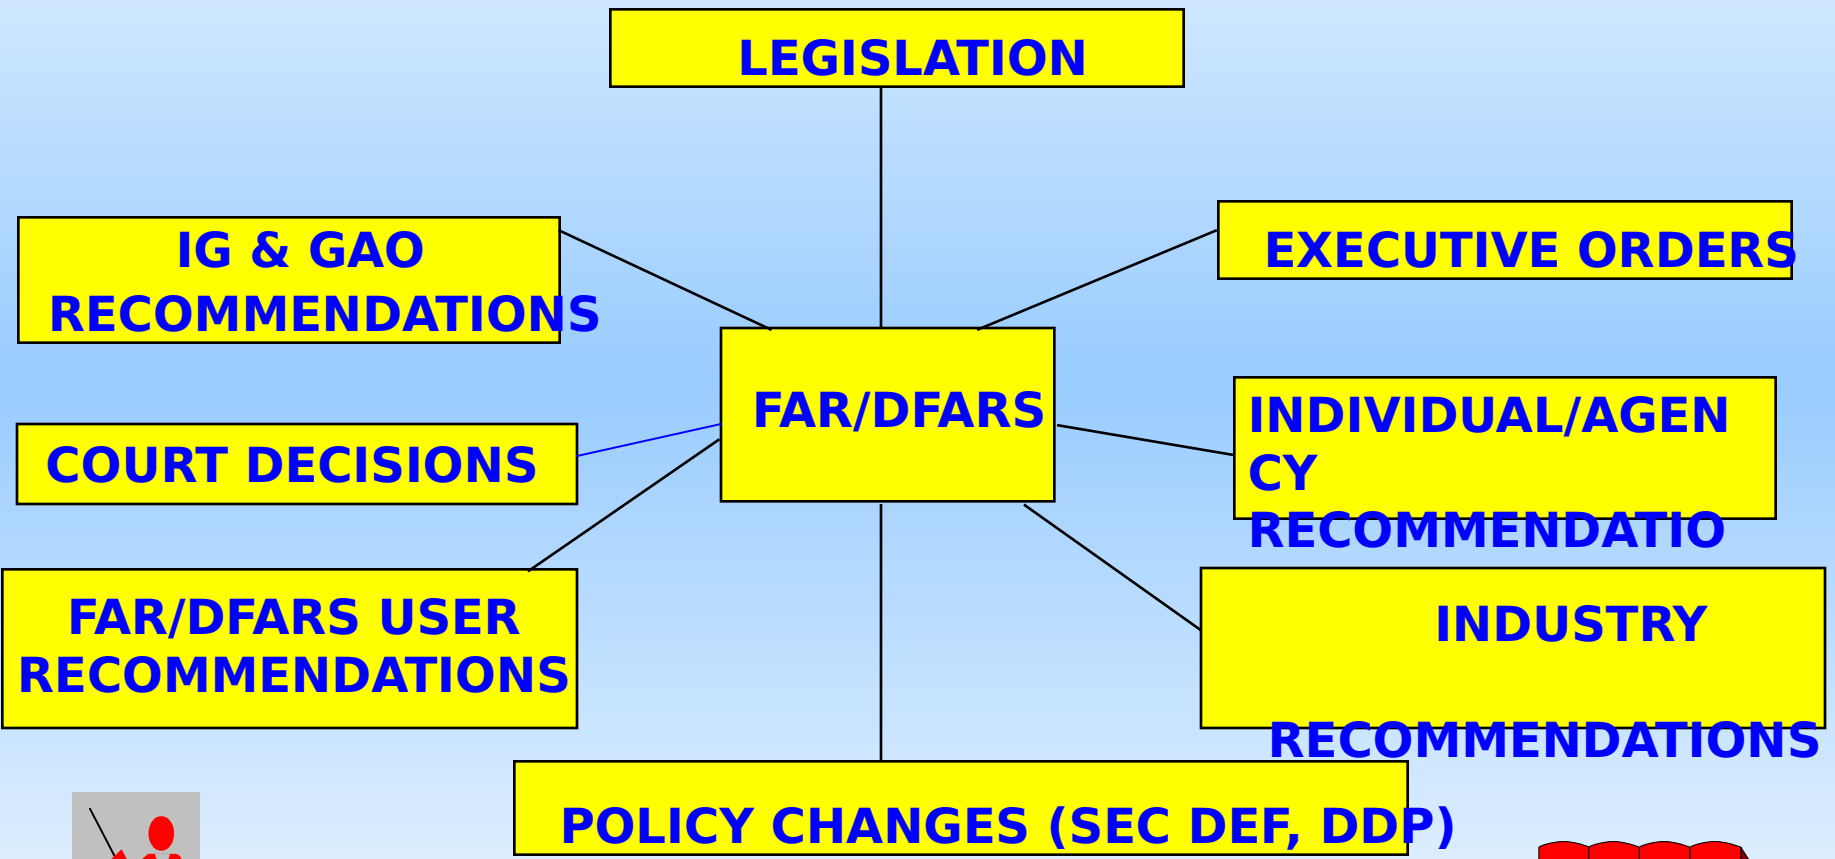 LEGISLATION
IG & GAO
RECOMMENDATIONS
EXECUTIVE ORDERS
FAR/DFARS
COURT DECISIONS
INDIVIDUAL/AGEN
CY
RECOMMENDATIO
FAR/DFARS USER
RECOMMENDATIONS
INDUSTRY
RECOMMENDATIONS
POLICY CHANGES (SEC DEF, DDP)